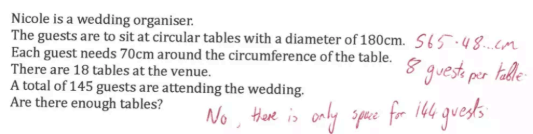 Nicole is a wedding organiser.
The guests are to sit at circular tables with a diameter of 180cm. 565.48...cm
Each guest needs 70cm around the circumference of the table.
8 guests per table
There are 18 tables at the venue.
A total of 145 guests are attending the wedding.
Are there enough tables?
No, there is only space for 144 guests